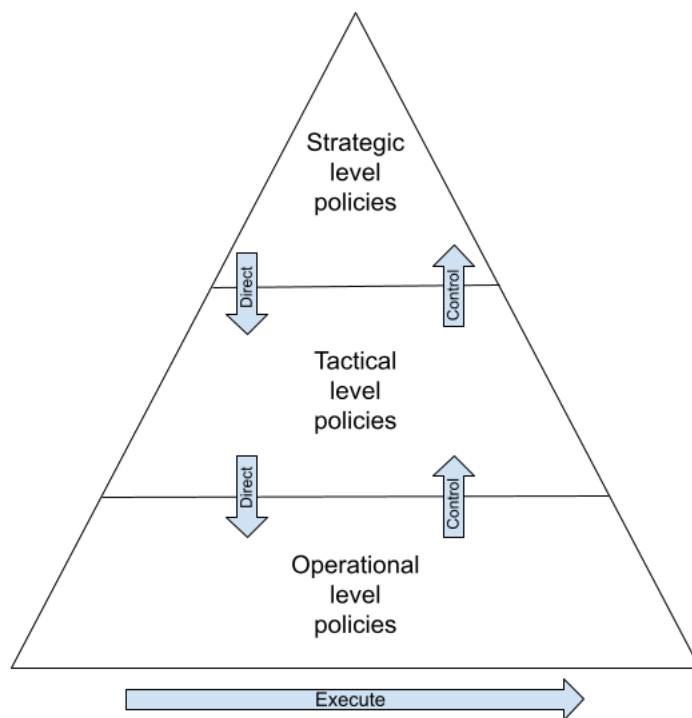 Strategic
level
policies
Direct
Control
Tactical
level
policies
Direct
Control
Operational
level
policies
Execute